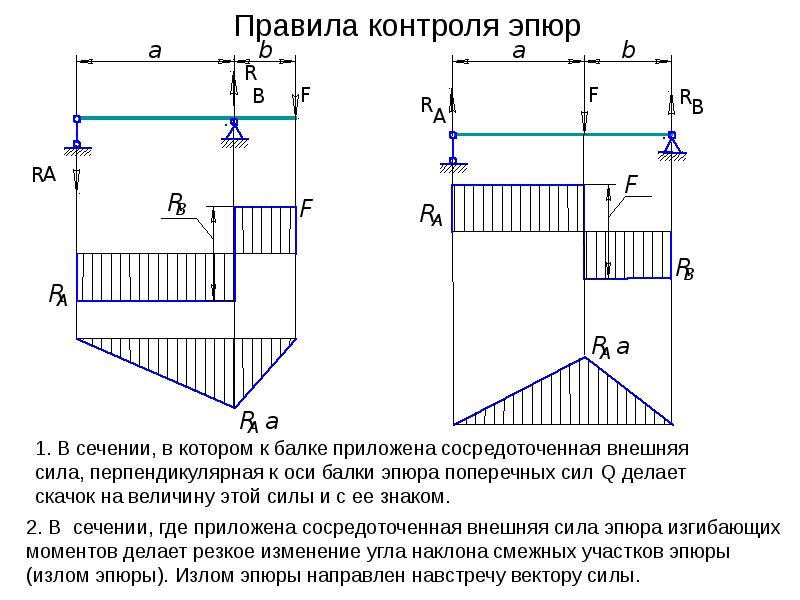 Правила контроля эпюр
a b a b
R
B F
RA
RB F
RA
F
RA
RB
F
RA
RB
RA a
RA a
1. В сечении, в котором к балке приложена сосредоточенная внешняя
сила, перпендикулярная к оси балки эпюра поперечных сил Q делает
скачок на величину этой силы и с ее знаком.
2. В сечении, где приложена сосредоточенная внешняя сила эпюра изгибающих
моментов делает резкое изменение угла наклона смежных участков эпюры
(излом эпюры). Излом эпюры направлен навстречу вектору силы.